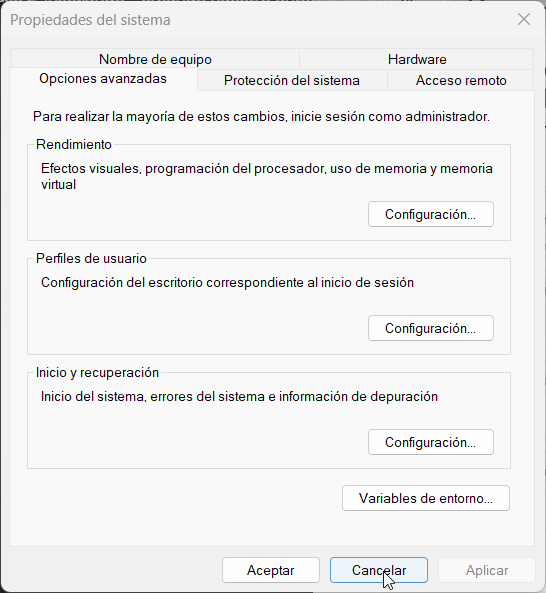 Propiedades del sistema
Nombre de equipo
Hardware
Opciones avanzadas
Protección del sistema
Acceso remoto
Para realizar la mayoría de estos cambios, inicie sesión como administrador.
Rendimiento
Efectos visuales, programación del procesador, uso de memoria y memoria
virtual
Configuración...
Perfiles de usuario
Configuración del escritorio correspondiente al inicio de sesión
Configuración...
Inicio y recuperación
Inicio del sistema, errores del sistema e información de depuración
Configuración...
Variables de entorno...
Aceptar
Cancelar
Aplicar